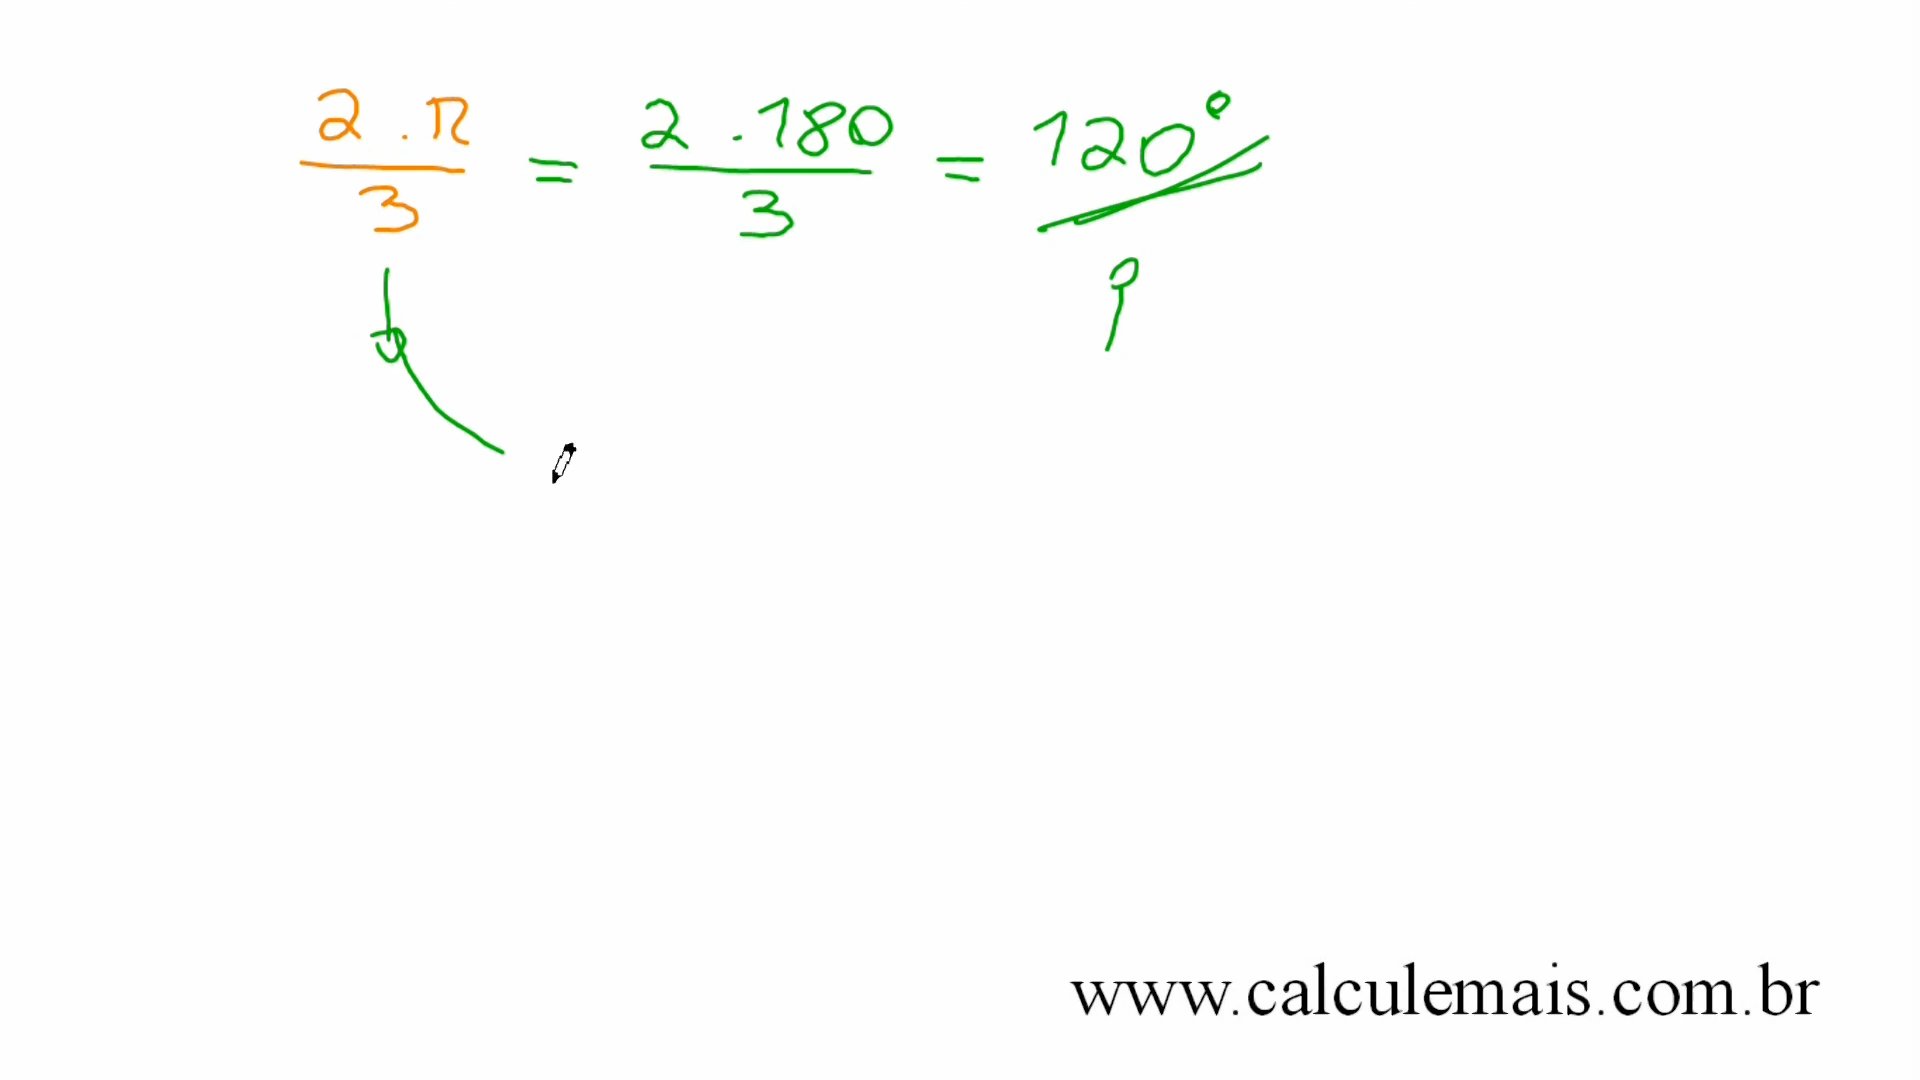 2 . π / 3 = 2 . 180 / 3 = 120°
www.calculemais.com.br